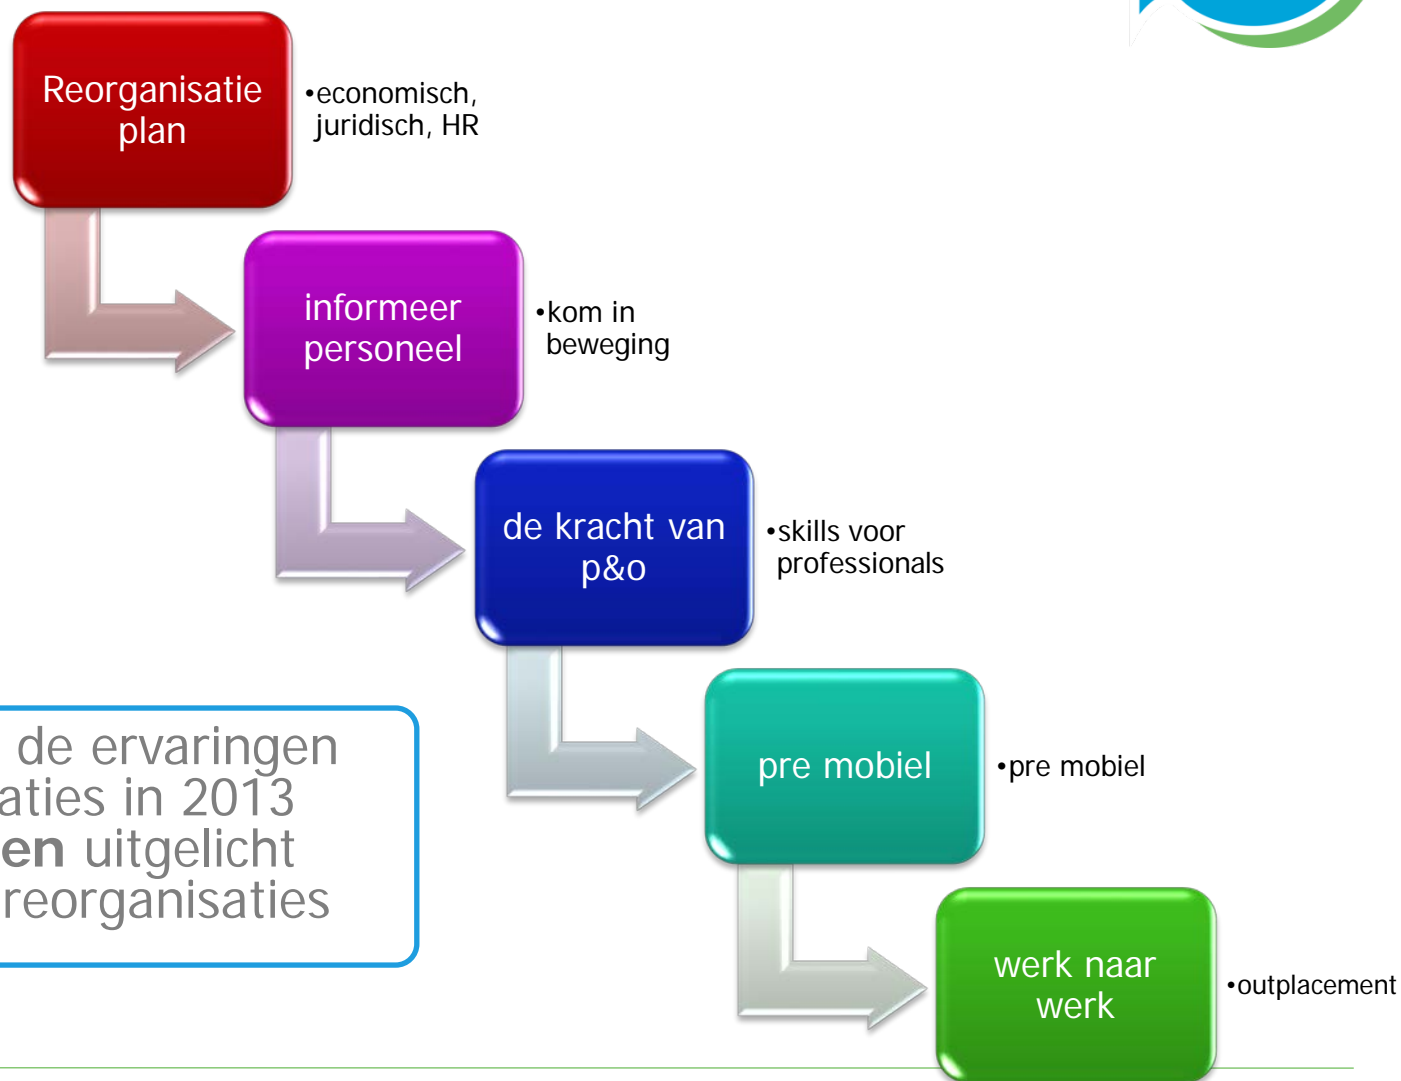 Reorganisatie
plan
•economisch,
juridisch, HR
informeer
personeel
•kom in
beweging
de kracht van
p&o
•skills voor
professionals
pre mobiel
•pre mobiel
werk naar
werk
•outplacement
de ervaringen
aties in 2013
en uitgelicht
reorganisaties